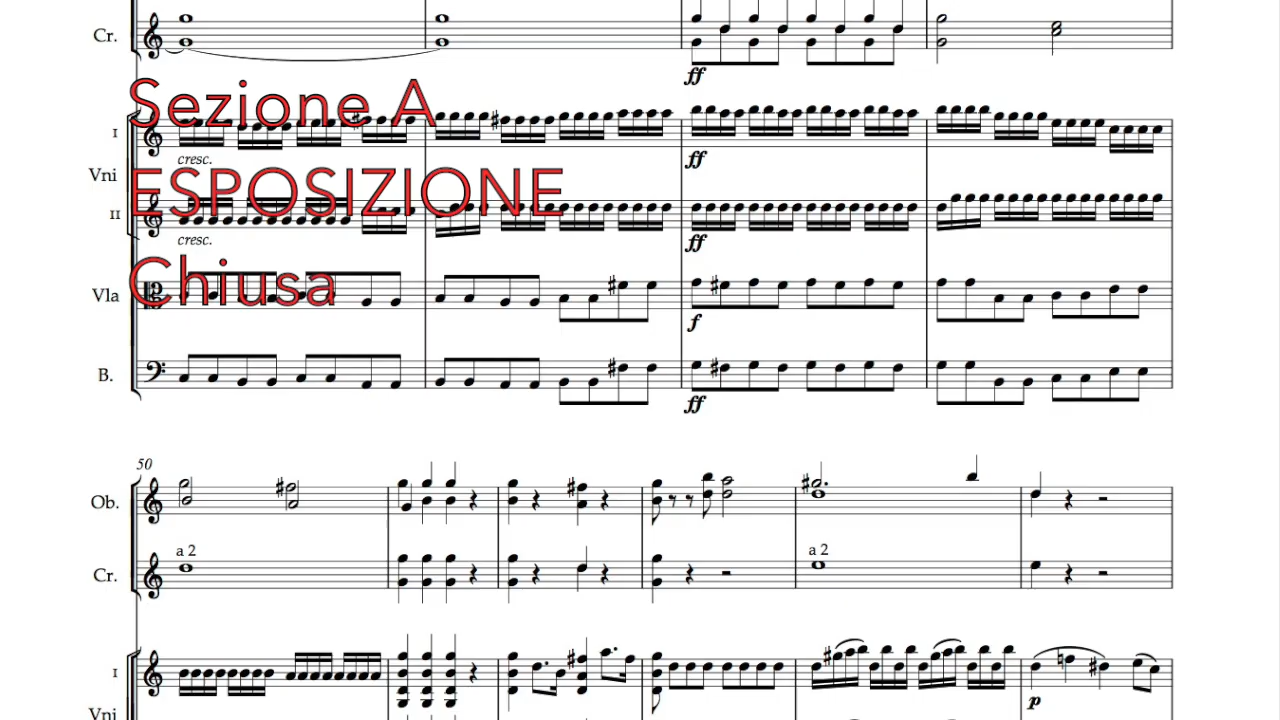 Cr.
ff
Sezione A
I
cresc.
ff
Vni
ESPOSIZIONE
II
cresc.
ff
Chiusa
Vla
f
B.
ff
50
Ob.
a 2
a 2
Cr.
I
p
Vni